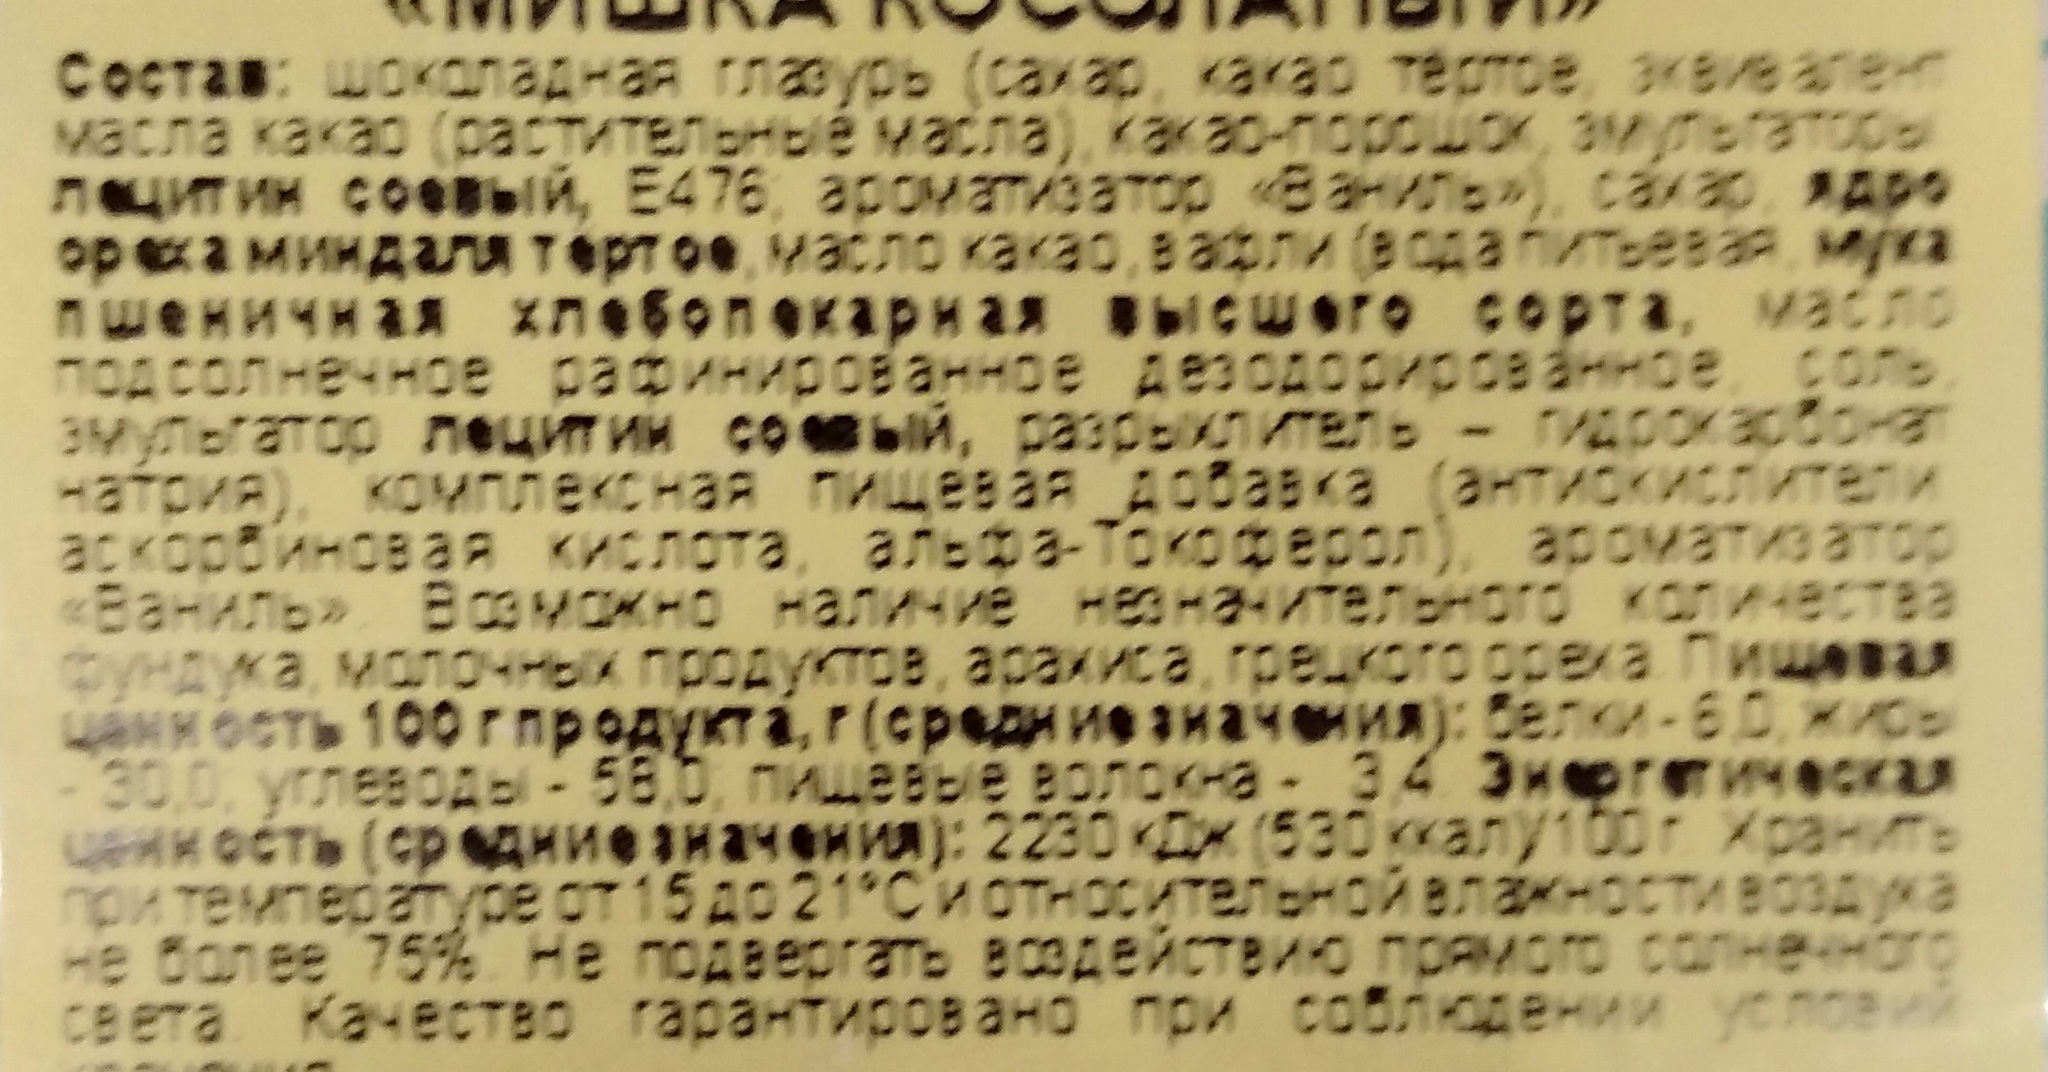 «МИШКА КОСОЛАПЫЙ»
Состав: шоколадная глазурь (сахар, какао тертое, эквивалент
масла какао (растительные масла), какао-порошок, эмульгаторы:
лецитин соевый, Е476; ароматизатор «Ваниль»), сахар, ядро
ореха миндаля тертое, масло какао, вафли (вода питьевая, мука
пшеничная хлебопекарная высшего сорта, масло
подсолнечное рафинированное дезодорированное, соль,
эмульгатор лецитин соевый, разрыхлитель – гидрокарбонат
натрия), комплексная пищевая добавка (антиокислители:
аскорбиновая кислота, альфа-Токоферол), ароматизатор
«Ваниль». Возможно наличие незначительного количества
фундука, молочных продуктов, арахиса, грецкого ореха. Пищевая
ценность 100 г продукта, г (средние значения): белки - 6,0; жиры
- 30,0; углеводы - 58,0; пищевые волокна - 3,4. Энергетическая
ценность (средние значения): 2230 кДж (530 ккал)/100 г. Хранить
при температуре от 15 до 21°С и относительной влажности воздуха
не более 75%. Не подвергать воздействию прямого солнечного
света. Качество гарантировано при соблюдении условий
хранения.